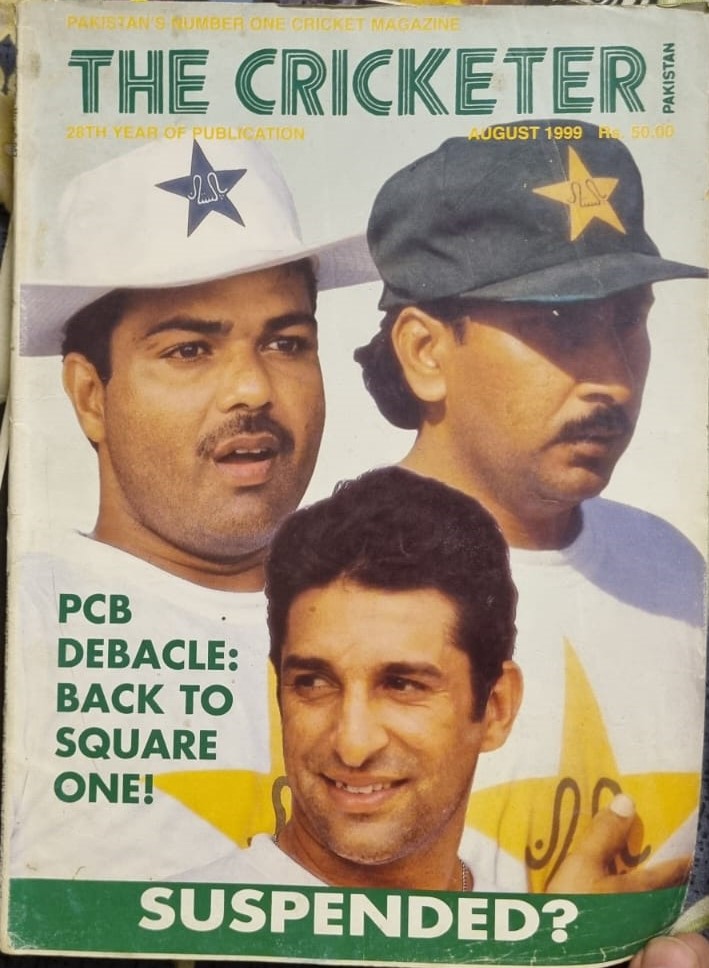 PAKISTAN'S NUMBER ONE CRICKET MAGAZINE
THE CRICKETER
PAKISTAN
28TH YEAR OF PUBLICATION
AUGUST 1999 Rs. 50.00
PCB
DEBACLE:
BACK TO
SQUARE
ONE!
SUSPENDED?